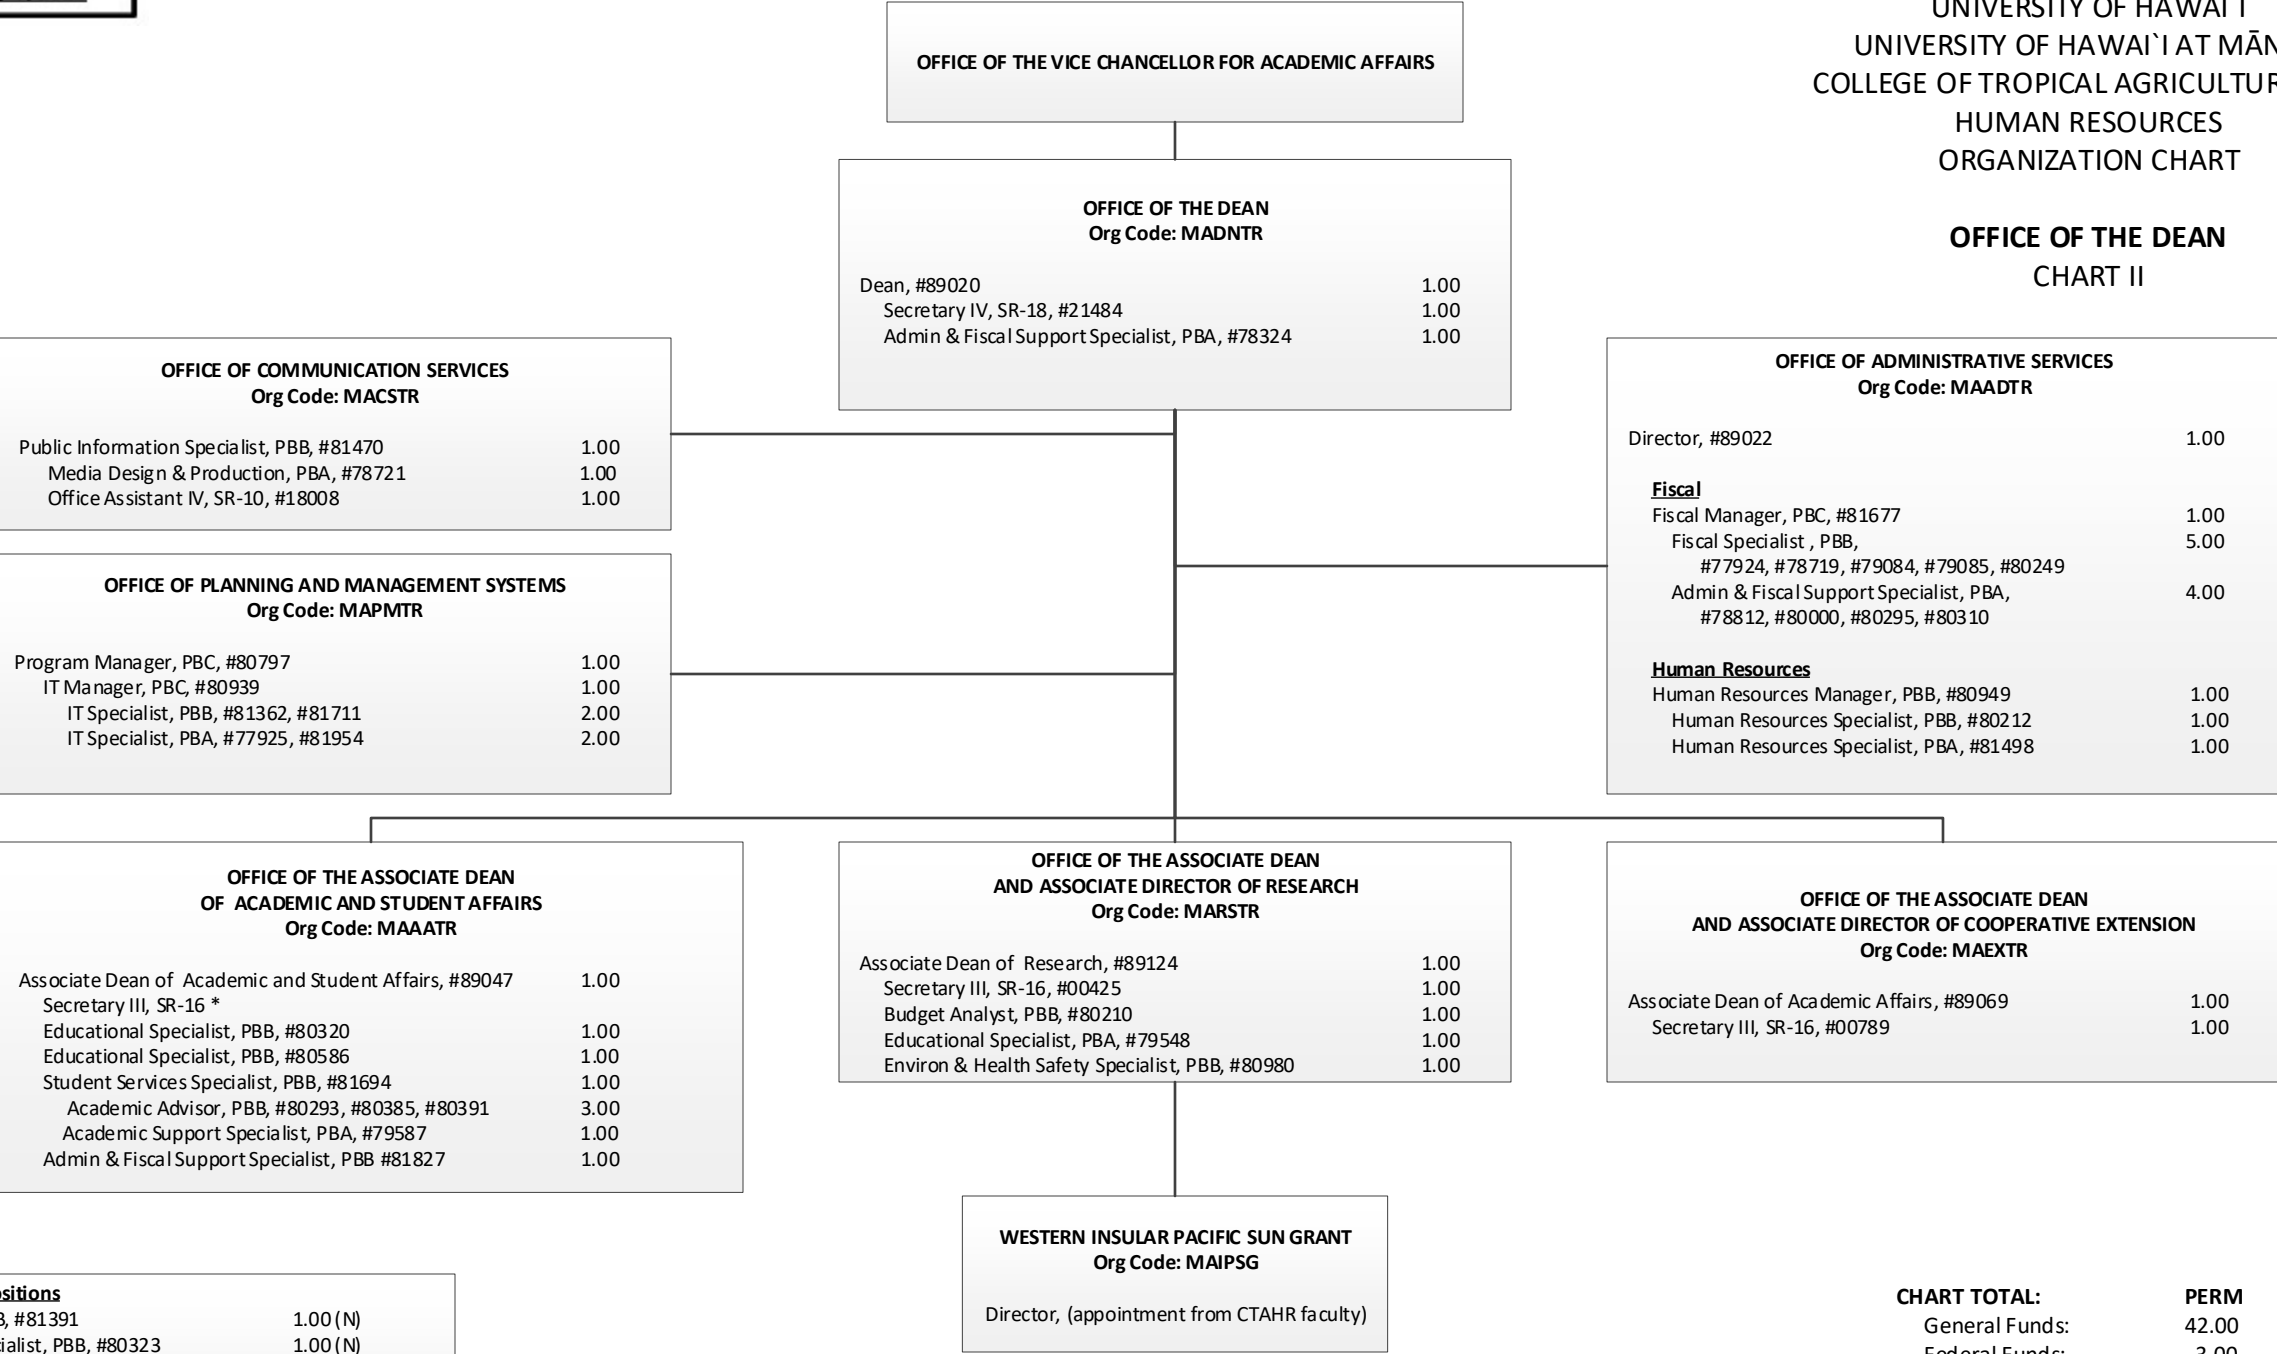 UNIVERSITY OF HAWAI`I
UNIVERSITY OF HAWAI`I AT
COLLEGE OF TROPICAL
HUMAN RESOURCES
ORGANIZATION CHART
OFFICE OF THE DEAN
CHART II
OFFICE OF THE VICE CHANCELLOR FOR ACADEMIC AFFAIRS
OFFICE OF THE DEAN
Org Code: MADNTR
Dean, #89020 1.00
Secretary IV, SR-18, #21484 1.00
Admin & Fiscal Support Specialist, PBA, #78324 1.00
OFFICE OF COMMUNICATION SERVICES
Org Code: MACSTR
Public Information Specialist, PBB, #81470 1.00
Media Design & Production, PBA, #78721 1.00
Office Assistant IV, SR-10, #18008 1.00
OFFICE OF ADMINISTRATIVE SERVICES
Org Code: MAADTR
Director, #89022 1.00
Fiscal
Fiscal Manager, PBC, #81677 1.00
Fiscal Specialist , PBB, 5.00
#77924, #78719, #79084, #79085, #80249
Admin & Fiscal Support Specialist, PBA, 4.00
#78812, #80000, #80295, #80310
Human Resources
Human Resources Manager, PBB, #80949 1.00
Human Resources Specialist, PBB, #80212 1.00
Human Resources Specialist, PBA, #81498 1.00
OFFICE OF PLANNING AND MANAGEMENT SYSTEMS
Org Code: MAPMTR
Program Manager, PBC, #80797 1.00
IT Manager, PBC, #80939 1.00
IT Specialist, PBB, #81362, #81711 2.00
IT Specialist, PBA, #77925, #81954 2.00
OFFICE OF THE ASSOCIATE DEAN
OF ACADEMIC AND STUDENT AFFAIRS
Org Code: MAAATR
Associate Dean of Academic and Student Affairs, #89047 1.00
Secretary III, SR-16 *
Educational Specialist, PBB, #80320 1.00
Educational Specialist, PBB, #80586 1.00
Student Services Specialist, PBB, #81694 1.00
Academic Advisor, PBB, #80293, #80385, #80391 3.00
Academic Support Specialist, PBA, #79587 1.00
Admin & Fiscal Support Specialist, PBB #81827 1.00
OFFICE OF THE ASSOCIATE DEAN
AND ASSOCIATE DIRECTOR OF RESEARCH
Org Code: MARSTR
Associate Dean of Research, #89124 1.00
Secretary III, SR-16, #00425 1.00
Budget Analyst, PBB, #80210 1.00
Educational Specialist, PBA, #79548 1.00
Environ & Health Safety Specialist, PBB, #80980 1.00
OFFICE OF THE ASSOCIATE DEAN
AND ASSOCIATE DIRECTOR OF COOPERATIVE EXTENSION
Org Code: MAEXTR
Associate Dean of Academic Affairs, #89069 1.00
Secretary III, SR-16, #00789 1.00
WESTERN INSULAR PACIFIC SUN GRANT
Org Code: MAIPSG
Director, (appointment from CTAHR faculty)
#81391 1.00 (N)
PBB, #80323 1.00 (N)
CHART TOTAL: PERM
General Funds: 42.00
Federal Funds: 3.00